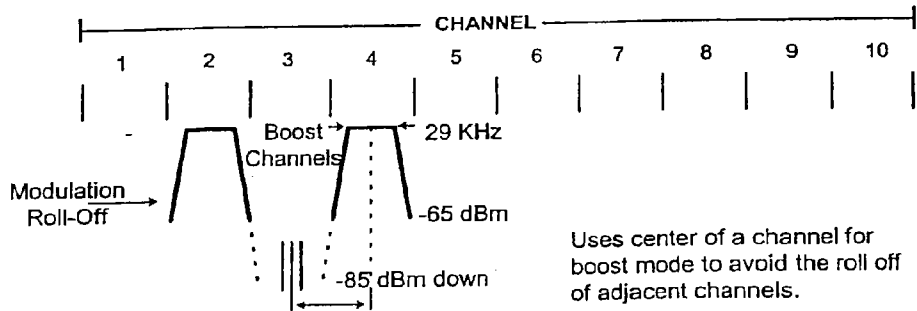 CHANNEL
1 2 3 4 5 6 7 8 9 10
Boost
Channels
29 KHz
Modulation
Roll-Off
-65 dBm
-85 dBm down
Uses center of a channel for
boost mode to avoid the roll off
of adjacent channels.